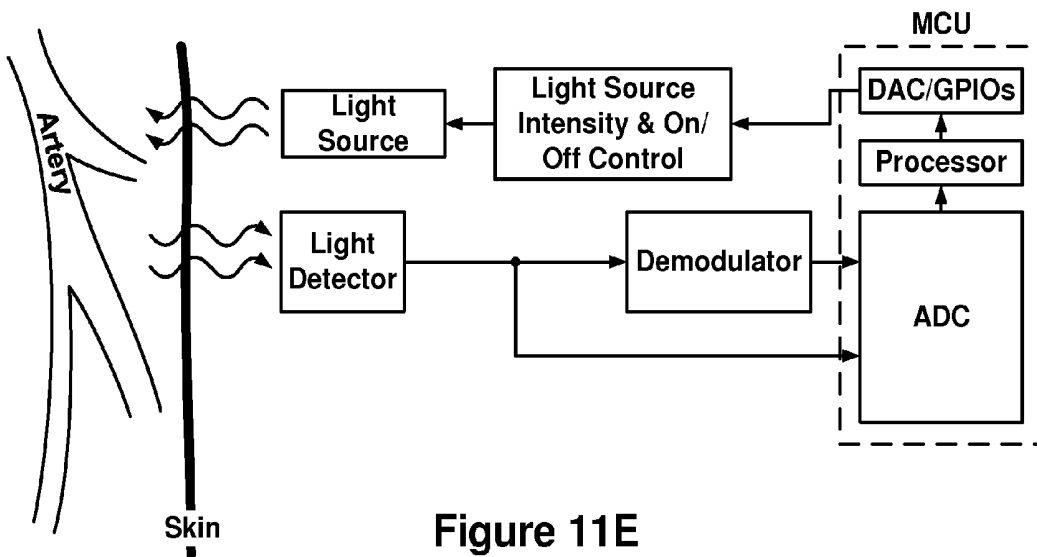 MCU
Artery
Light
Source
Light Source
Intensity & On/
Off Control
DAC/GPIOs
Processor
Light
Detector
Demodulator
ADC
Skin
Figure 11E